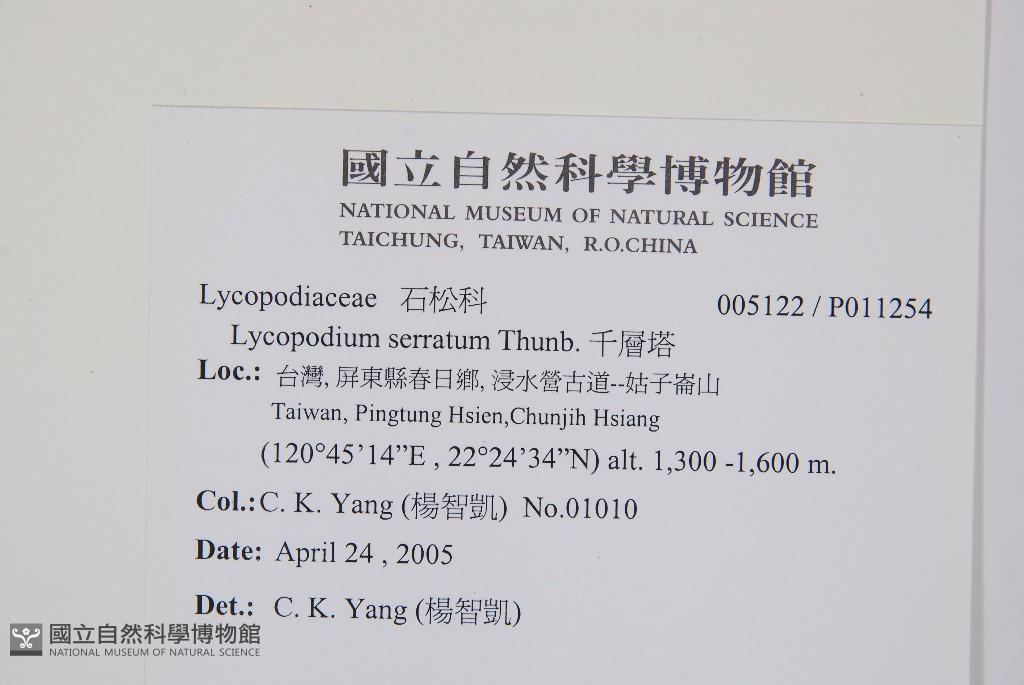 國立自然科學博物館
NATIONAL MUSEUM OF NATURAL SCIENCE
TAICHUNG, TAIWAN, R.O.CHINA
Lycopodiaceae 石松科 005122 / P011254
Lycopodium serratum Thunb. 千層塔
Loc.: 台灣, 屏東縣春日鄉, 浸水營古道--姑子崙山
Taiwan, Pingtung Hsien,Chunjih Hsiang
(120°45’14”E , 22°24’34”N) alt. 1,300 -1,600 m.
Col.: C. K. Yang (楊智凱) No.01010
Date: April 24 , 2005
Det.: C. K. Yang (楊智凱)
國立自然科學博物館
NATIONAL MUSEUM OF NATURAL SCIENCE